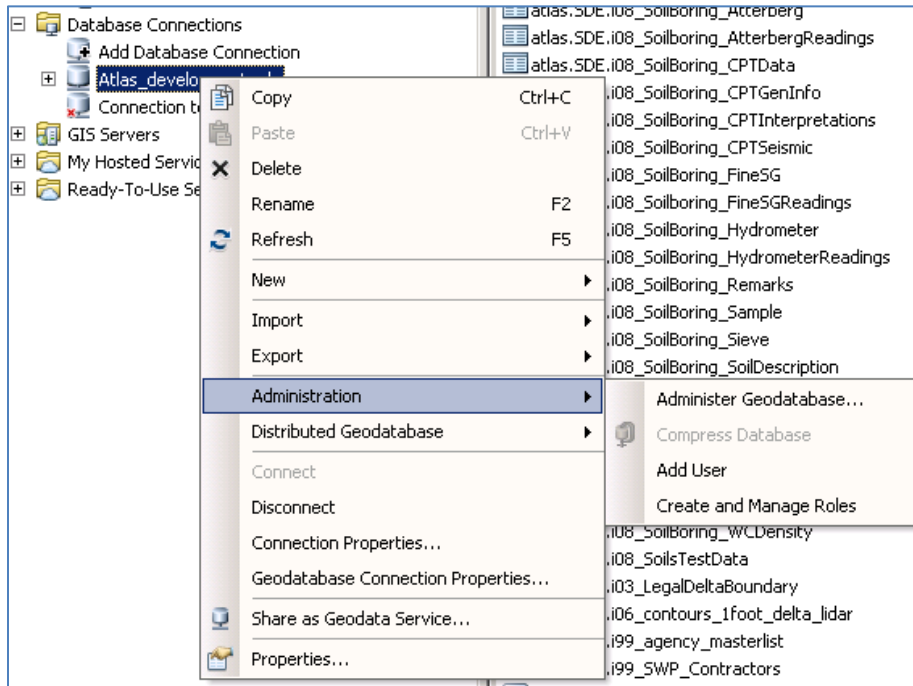 Database Connections
Add Database Connection
Atlas_develo
Connection t
GIS Servers
My Hosted Servic
Ready-To-Use Se
Copy Ctrl+C
Paste Ctrl+V
Delete
Rename F2
Refresh F5
New
Import
Export
Administration
Distributed Geodatabase
Connect
Disconnect
Connection Properties...
Geodatabase Connection Properties...
Share as Geodata Service...
Properties...
Administer Geodatabase...
Compress Database
Add User
Create and Manage Roles
atlas.SDE.i08_SoilBoring_Atterberg
atlas.SDE.i08_Soilboring_AtterbergReadings
atlas.SDE.i08_SoilBoring_CPTData
.i08_SoilBoring_CPTGenInfo
.i08_SoilBoring_CPTInterpretations
.i08_SoilBoring_CPTSeismic
.i08_SoilBoring_FineSG
.i08_Soilboring_FineSGReadings
.i08_SoilBoring_Hydrometer
.i08_SoilBoring_HydrometerReadings
.i08_SoilBoring_Remarks
.i08_SoilBoring_Sample
.i08_SoilBoring_Sieve
.i08_SoilBoring_SoilDescription
.i08_SoilBoring_WCDensity
.i08_SoilsTestData
.i03_LegalDeltaBoundary
.i06_contours_1foot_delta_lidar
.i99_agency_masterlist
.i99_SWP_Contractors